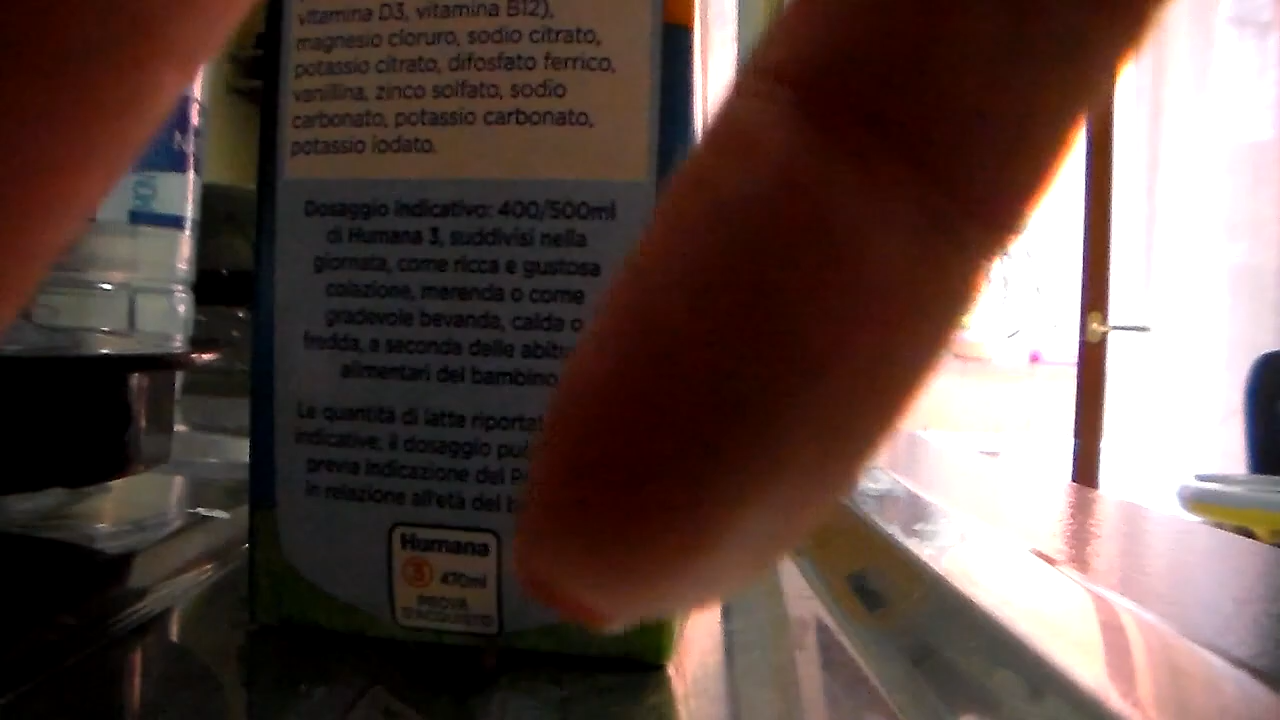 vitamina D3, vitamina B12),
magnesio cloruro, sodio citrato,
potassio citrato, difosfato ferrico,
vanillina, zinco solfato, sodio
carbonato, potassio carbonato,
potassio iodato.
Dosaggio indicativo: 400/500ml
di Humana 3, suddivisi nella
giornata, come ricca e gustosa
colazione, merenda o come
gradevole bevanda, calda o
fredda, a seconda delle
alimentari del bambino
Le quantità di latte
indicative; il dosaggio
previa indicazione del
in relazione all'età del
Humana
3 470ml
PROVA
D'ACQUISTO